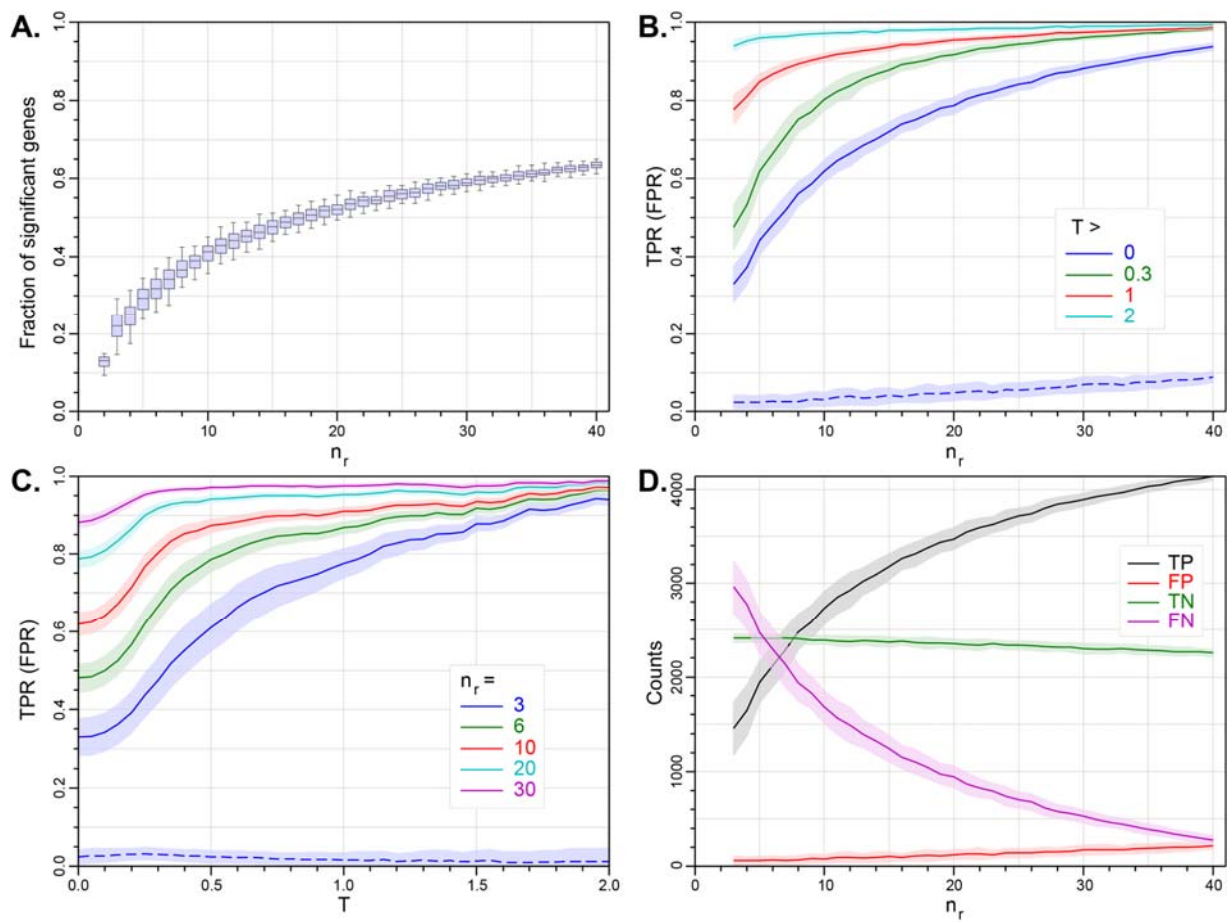 A.
Fraction of significant genes
0.0 0.2 0.4 0.6 0.8 1.0
0 10 20 30 40
n_r
B.
TPR (FPR)
0.0 0.2 0.4 0.6 0.8 1.0
0 10 20 30 40
n_r
T >
0
0.3
1
2
C.
TPR (FPR)
0.0 0.2 0.4 0.6 0.8 1.0
0.0 0.5 1.0 1.5 2.0
T
n_r =
3
6
10
20
30
D.
Counts
0 1000 2000 3000 4000
0 10 20 30 40
n_r
TP
FP
TN
FN